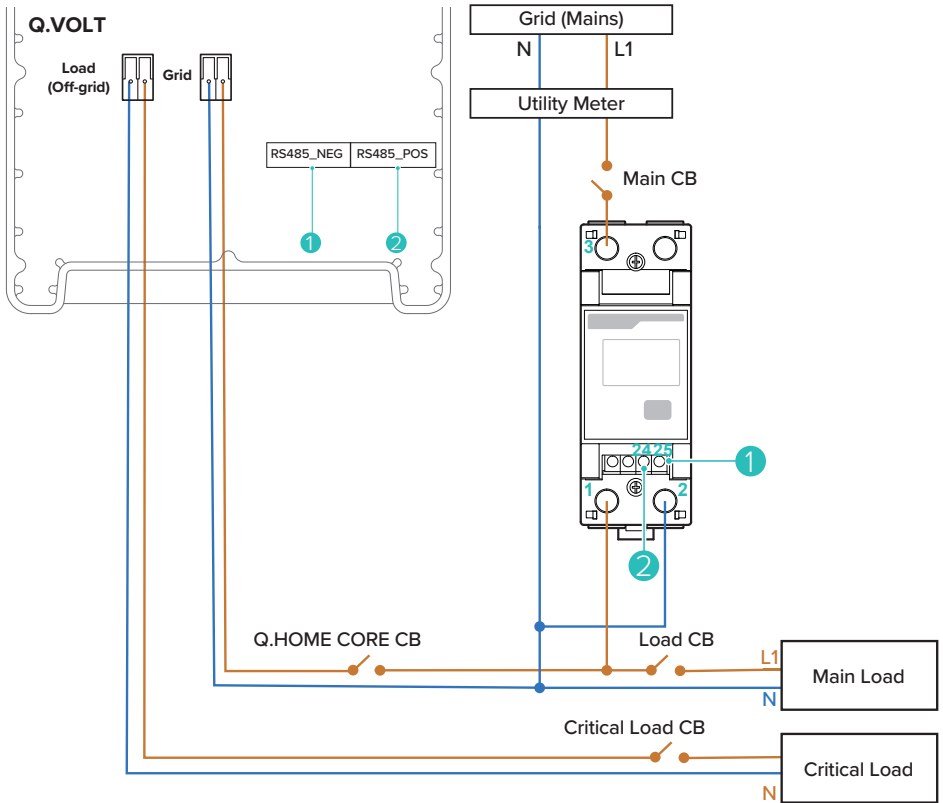 Q.VOLT
Grid (Mains)
N L1
Load
(Off-grid)
Grid
Utility Meter
RS485_NEG RS485_POS
Main CB
1 2
3
24 25
1
1 2
2
Q.HOME CORE CB
Load CB
L1
Main Load
N
Critical Load CB
Critical Load
N